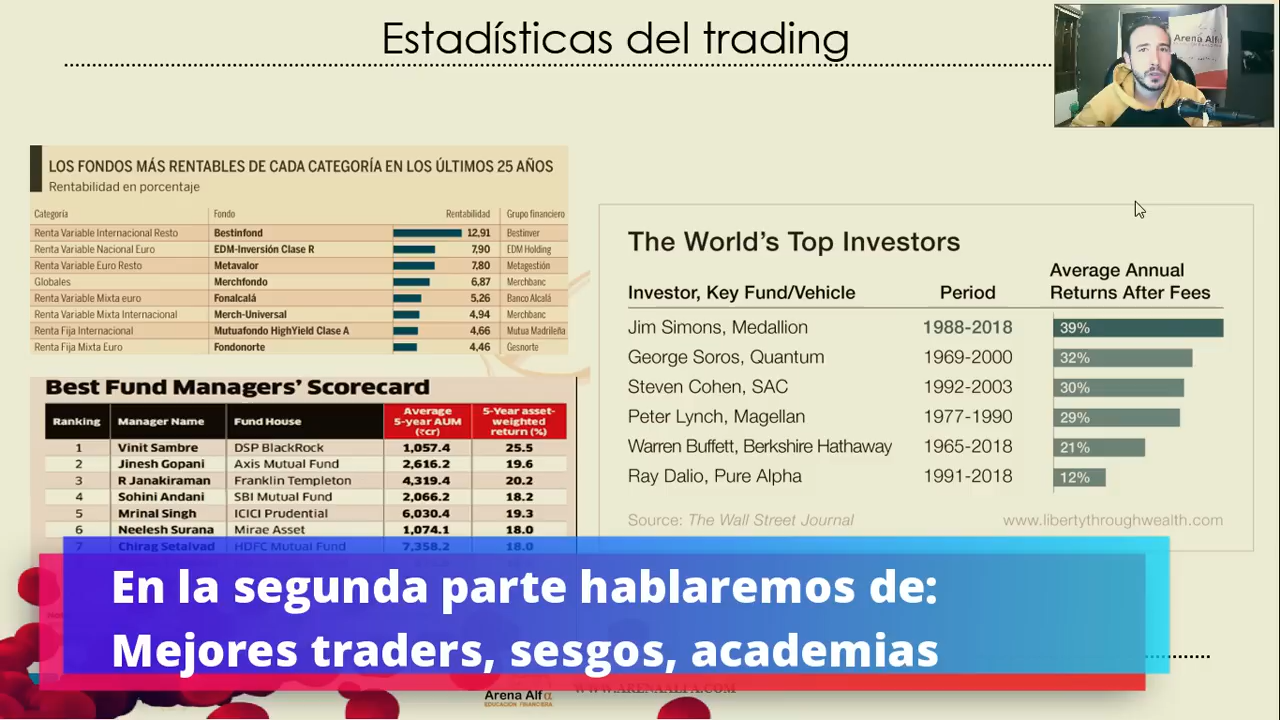 Estadísticas del trading
Arena Alfα
LOS FONDOS MÁS RENTABLES DE CADA CATEGORÍA EN LOS ÚLTIMOS 25 AÑOS
Rentabilidad en porcentaje
Categoría Fondo Rentabilidad Grupo financiero
Renta Variable Internacional Resto Bestinfond 12,91 Bestinver
Renta Variable Nacional Euro EDM-Inversión Clase R 7,90 EDM Holding
Renta Variable Euro Resto Metavalor 7,80 Metagestión
Globales Merchfondo 6,87 Merchbanc
Renta Variable Mixta euro Fonalcalá 5,26 Banco Alcalá
Renta Variable Mixta Internacional Merch-Universal 4,94 Merchbanc
Renta Fija Internacional Mutuafondo HighYield Clase A 4,66 Mutua Madrileña
Renta Fija Mixta Euro Fondonorte 4,46 Gesnorte
The World's Top Investors
Investor, Key Fund/Vehicle Period Average Annual
Returns After Fees
Jim Simons, Medallion 1988-2018 39%
George Soros, Quantum 1969-2000 32%
Steven Cohen, SAC 1992-2003 30%
Peter Lynch, Magellan 1977-1990 29%
Warren Buffett, Berkshire Hathaway 1965-2018 21%
Ray Dalio, Pure Alpha 1991-2018 12%
Source: The Wall Street Journal www.libertythroughwealth.com
Best Fund Managers' Scorecard
Ranking Manager Name Fund House Average 5-year AUM (₹cr) 5-Year asset-weighted return (%)
1 Vinit Sambre DSP BlackRock 1,057.4 25.5
2 Jinesh Gopani Axis Mutual Fund 2,616.2 19.6
3 R Janakiraman Franklin Templeton 4,319.4 20.2
4 Sohini Andani SBI Mutual Fund 2,066.2 18.2
5 Mrinal Singh ICICI Prudential 6,030.4 19.3
6 Neelesh Surana Mirae Asset 1,074.1 18.0
7 Chirag Setalvad HDFC Mutual Fund 7,358.2 18.0
En la segunda parte hablaremos de:
Mejores traders, sesgos, academias
Arena Alfα
EDUCACIÓN FINANCIERA
WWW.ARENAALFA.COM